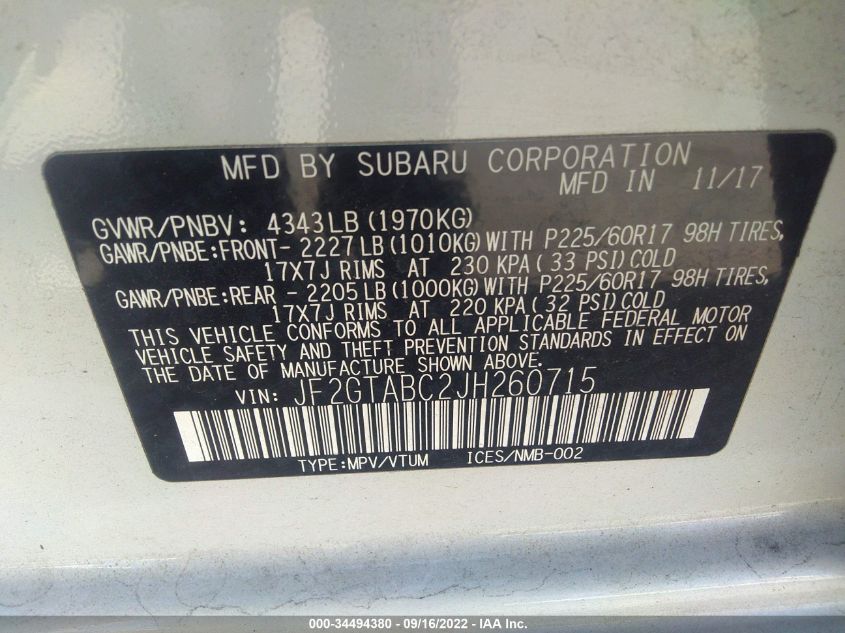 MFD BY SUBARU CORPORATION
MFD IN 11/17
GVWR/PNBV: 4343LB(1970KG)
GAWR/PNBE:FRONT- 2227LB(1010KG)WITH P225/60R17 98H TIRES,
17X7J RIMS AT 230 KPA(33 PSI)COLD
GAWR/PNBE:REAR - 2205LB(1000KG)WITH P225/60R17 98H TIRES,
17X7J RIMS AT 220 KPA(32 PSI)COLD
THIS VEHICLE CONFORMS TO ALL APPLICABLE FEDERAL MOTOR
VEHICLE SAFETY AND THEFT PREVENTION STANDARDS IN EFFECT ON
THE DATE OF MANUFACTURE SHOWN ABOVE.
VIN: JF2GTABC2JH260715
TYPE:MPV/VTUM ICES/NMB-002
000-34494380 - 09/16/2022 - IAA Inc.